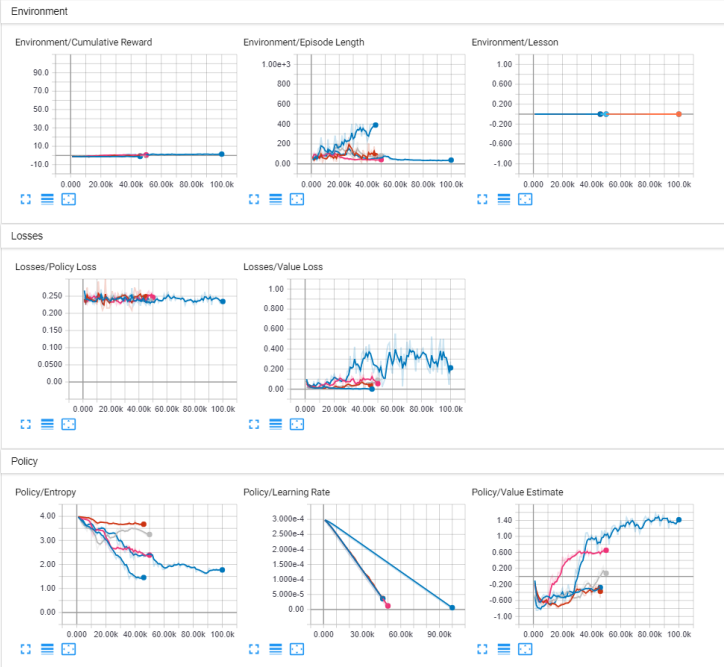 Environment
Environment/Cumulative Reward Environment/Episode Length Environment/Lesson
90.0
70.0
50.0
30.0
10.0
-10.0
0.000 20.00k 40.00k 60.00k 80.00k 100.0k
1.00e+3
800
600
400
200
0.00
0.000 20.00k 40.00k 60.00k 80.00k 100.0k
1.00
0.600
0.200
-0.200
-0.600
-1.00
0.000 20.00k 40.00k 60.00k 80.00k 100.0k
Losses
Losses/Policy Loss Losses/Value Loss
0.250
0.200
0.150
0.100
0.0500
0.00
0.000 20.00k 40.00k 60.00k 80.00k 100.0k
1.00
0.800
0.600
0.400
0.200
0.00
0.000 20.00k 40.00k 60.00k 80.00k 100.0k
Policy
Policy/Entropy Policy/Learning Rate Policy/Value Estimate
4.00
3.00
2.00
1.00
0.00
0.000 20.00k 40.00k 60.00k 80.00k 100.0k
3.000e-4
2.500e-4
2.000e-4
1.500e-4
1.000e-4
5.000e-5
0.00
0.000 30.00k 60.00k 90.00k
1.40
1.00
0.600
0.200
-0.200
-0.600
-1.00
0.000 20.00k 40.00k 60.00k 80.00k 100.0k